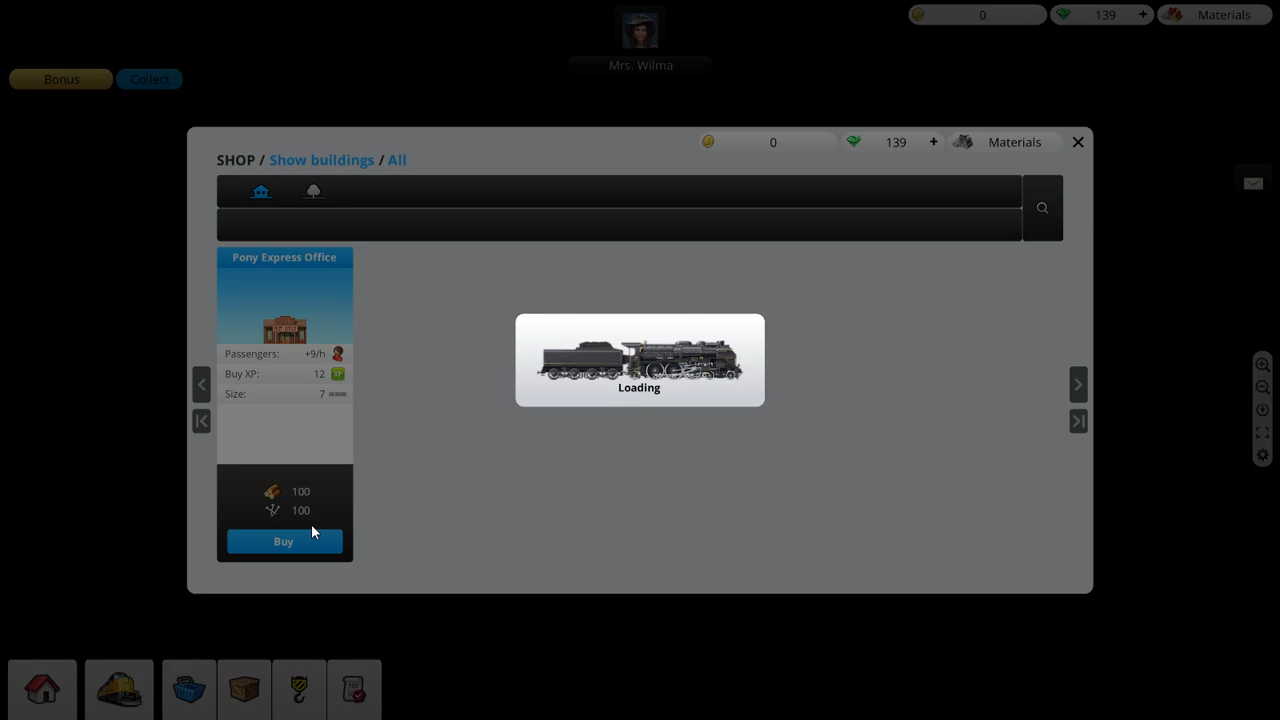 0
139
+
Materials
Mrs. Wilma
Bonus
Collect
0
139
+
Materials
SHOP / Show buildings / All
Pony Express Office
Passengers: +9/h
Buy XP: 12 XP
Size: 7
100
100
Buy
Loading